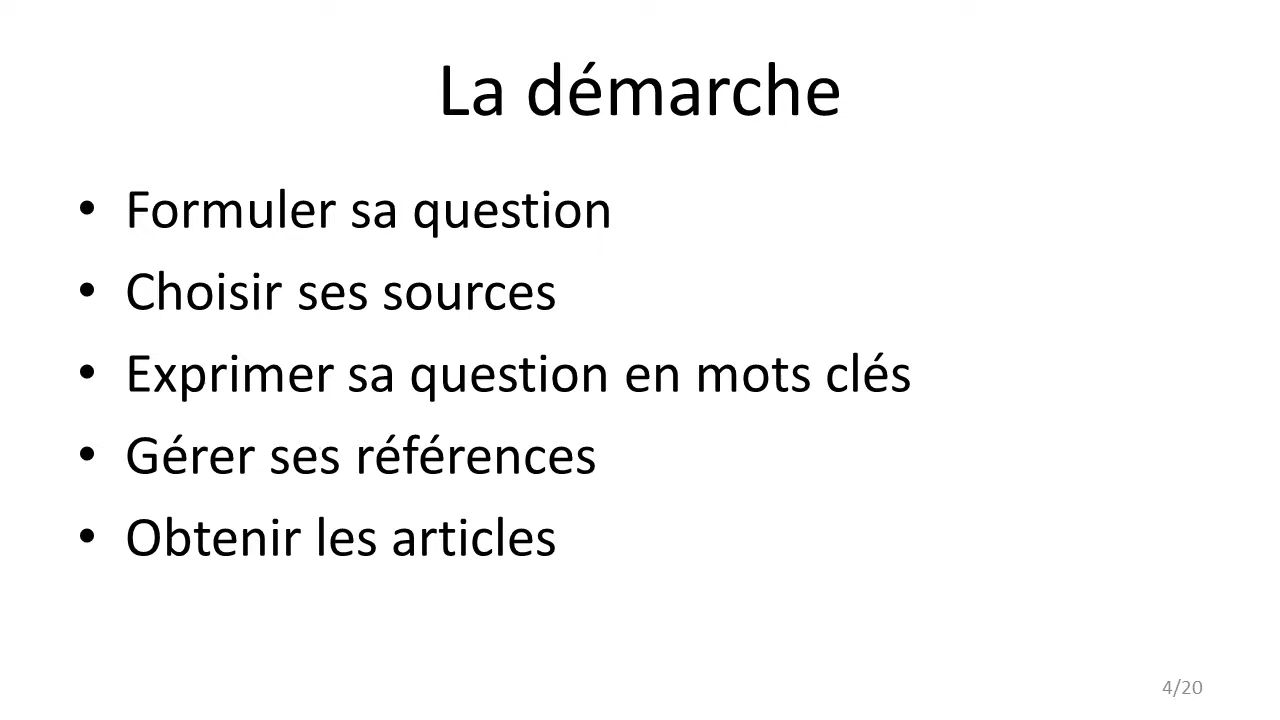 La démarche
• Formuler sa question
• Choisir ses sources
• Exprimer sa question en mots clés
• Gérer ses références
• Obtenir les articles
4/20